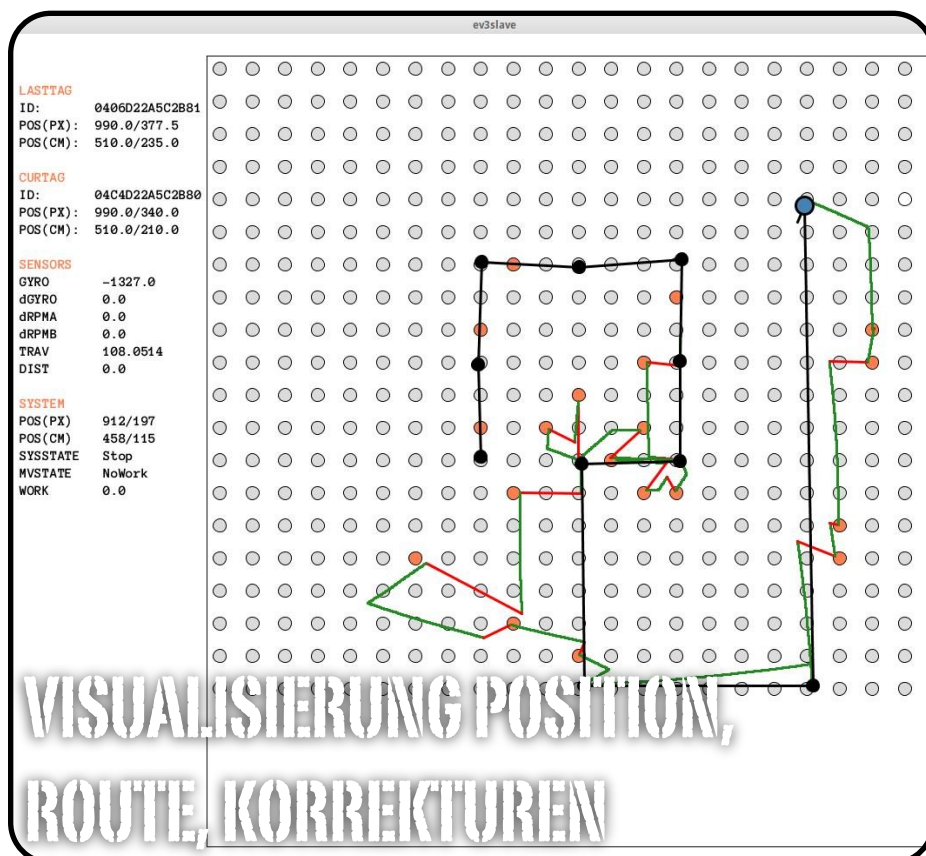 ev3slave
LASTTAG
ID: 0406D22A5C2B81
POS(PX): 990.0/377.5
POS(CM): 510.0/235.0
CURTAG
ID: 04C4D22A5C2B80
POS(PX): 990.0/340.0
POS(CM): 510.0/210.0
SENSORS
GYRO -1327.0
dGYRO 0.0
dRPMA 0.0
dRPMB 0.0
TRAV 108.0514
DIST 0.0
SYSTEM
POS(PX) 912/197
POS(CM) 458/115
SYSSTATE Stop
MVSTATE NoWork
WORK 0.0
VISUALISIERUNG POSITION,
ROUTE, KORREKTUREN